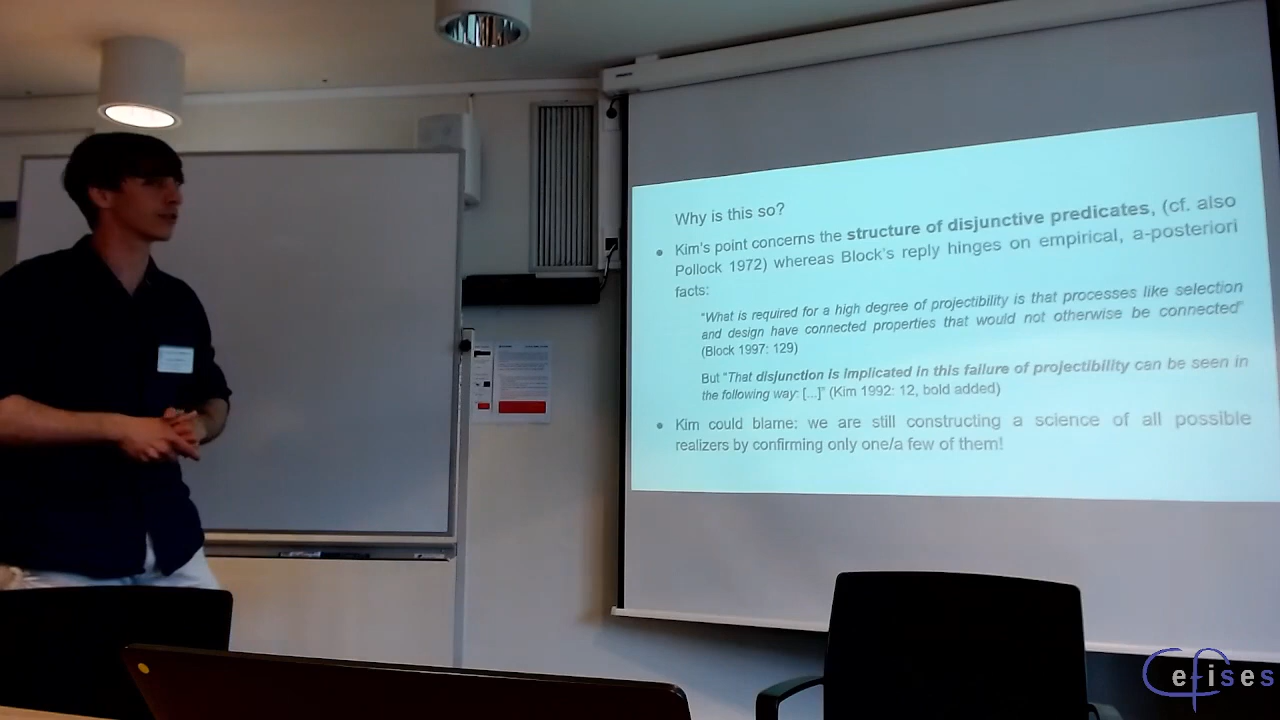 Why is this so?
• Kim's point concerns the structure of disjunctive predicates, (cf. also
Pollock 1972) whereas Block's reply hinges on empirical, a-posteriori
facts:
"What is required for a high degree of projectibility is that processes like selection
and design have connected properties that would not otherwise be connected"
(Block 1997: 129)
But "That disjunction is implicated in this failure of projectibility can be seen in
the following way: [...]" (Kim 1992: 12, bold added)
• Kim could blame: we are still constructing a science of all possible
realizers by confirming only one/a few of them!
Cefises